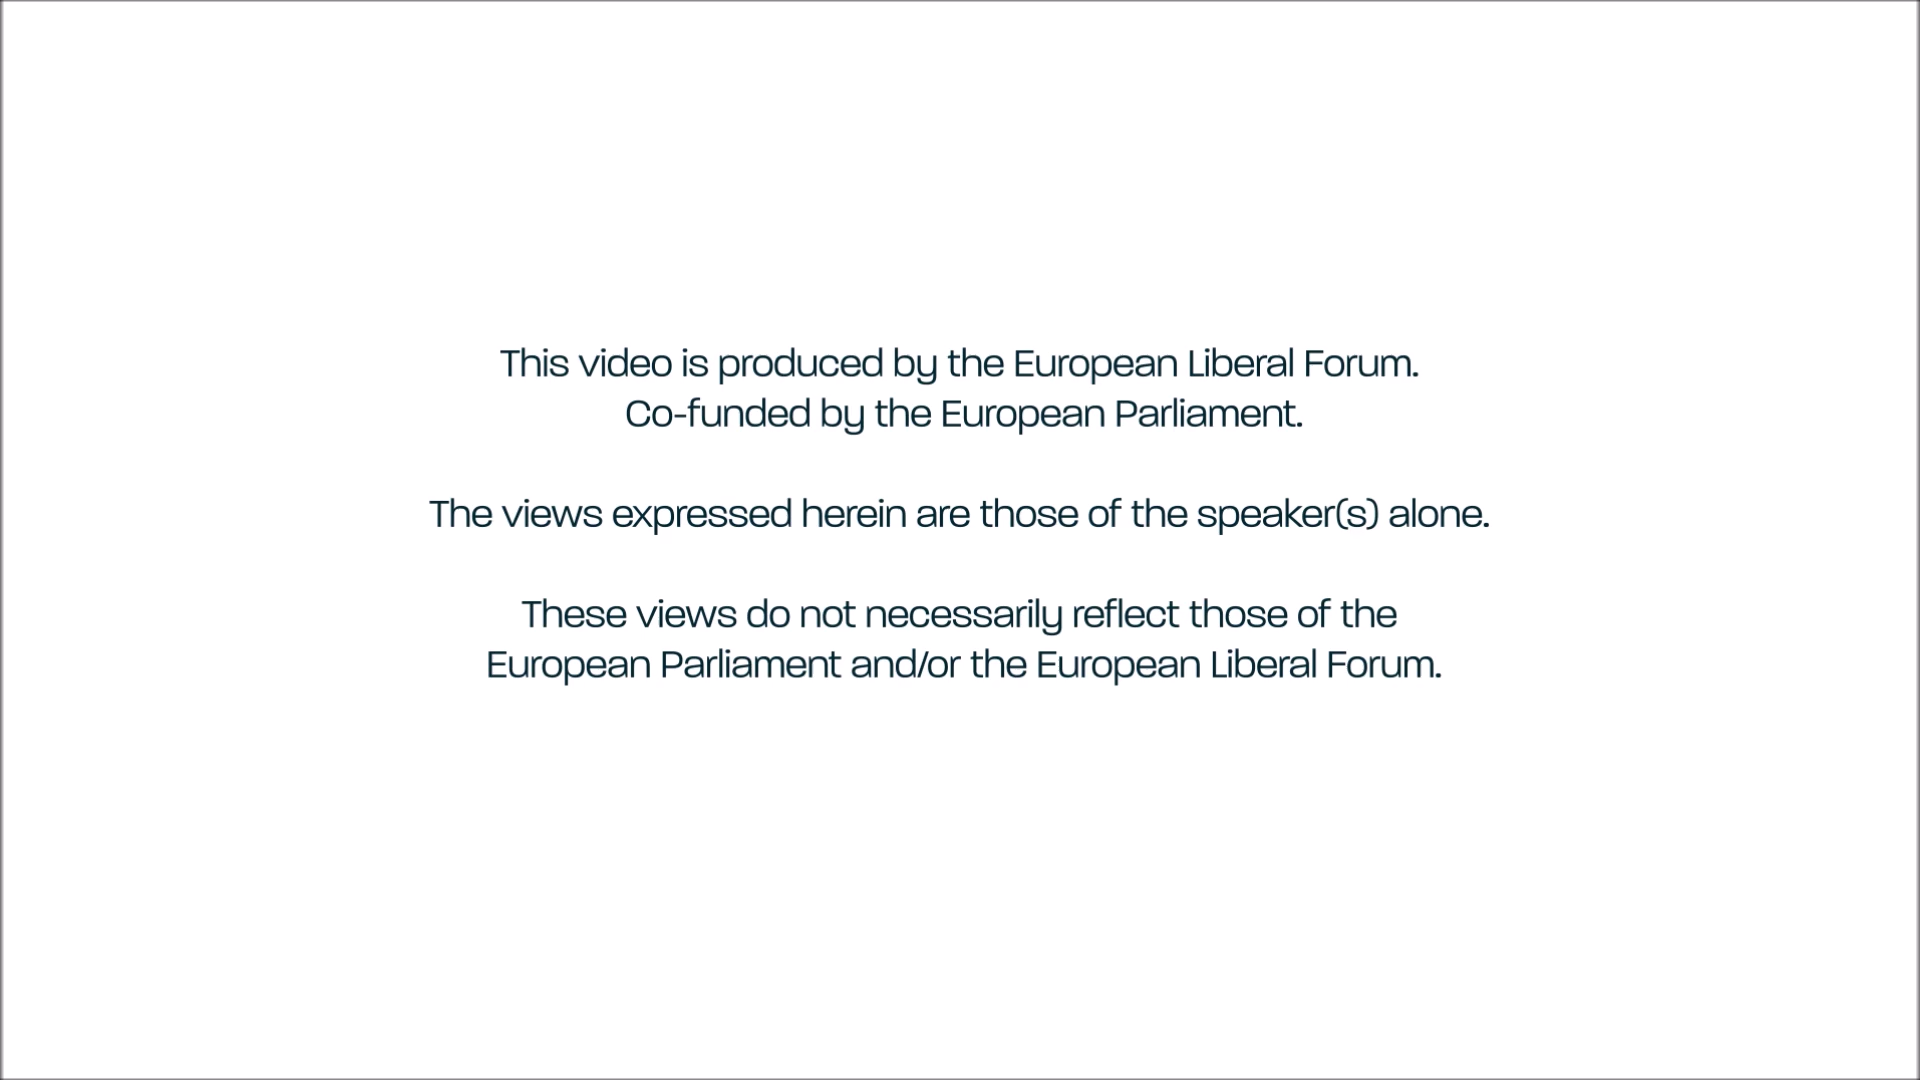 This video is produced by the European Liberal Forum.
Co-funded by the European Parliament.
The views expressed herein are those of the speaker(s) alone.
These views do not necessarily reflect those of the
European Parliament and/or the European Liberal Forum.